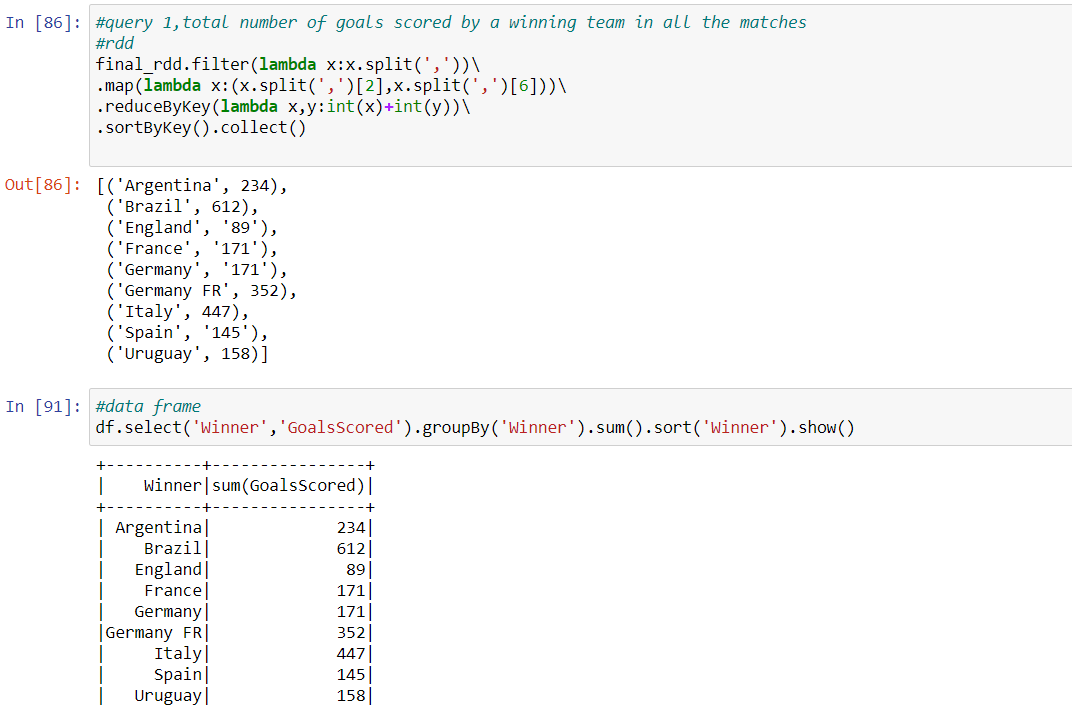 In [86]: #query 1,total number of goals scored by a winning team in all the matches
#rdd
final_rdd.filter(lambda x:x.split(','))\
.map(lambda x:(x.split(',')[2],x.split(',')[6]))\
.reduceByKey(lambda x,y:int(x)+int(y))\
.sortByKey().collect()
Out[86]: [('Argentina', 234),
('Brazil', 612),
('England', '89'),
('France', '171'),
('Germany', '171'),
('Germany FR', 352),
('Italy', 447),
('Spain', '145'),
('Uruguay', 158)]
In [91]: #data frame
df.select('Winner','GoalsScored').groupBy('Winner').sum().sort('Winner').show()
+----------+----------------+
|    Winner|sum(GoalsScored)|
+----------+----------------+
| Argentina|             234|
|    Brazil|             612|
|   England|              89|
|    France|             171|
|   Germany|             171|
|Germany FR|             352|
|     Italy|             447|
|     Spain|             145|
|   Uruguay|             158|